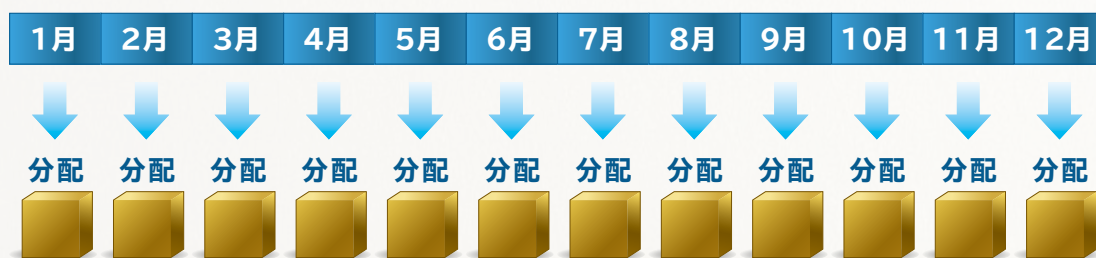 1月 2月 3月 4月 5月 6月 7月 8月 9月 10月 11月 12月
分配 分配 分配 分配 分配 分配 分配 分配 分配 分配 分配 分配